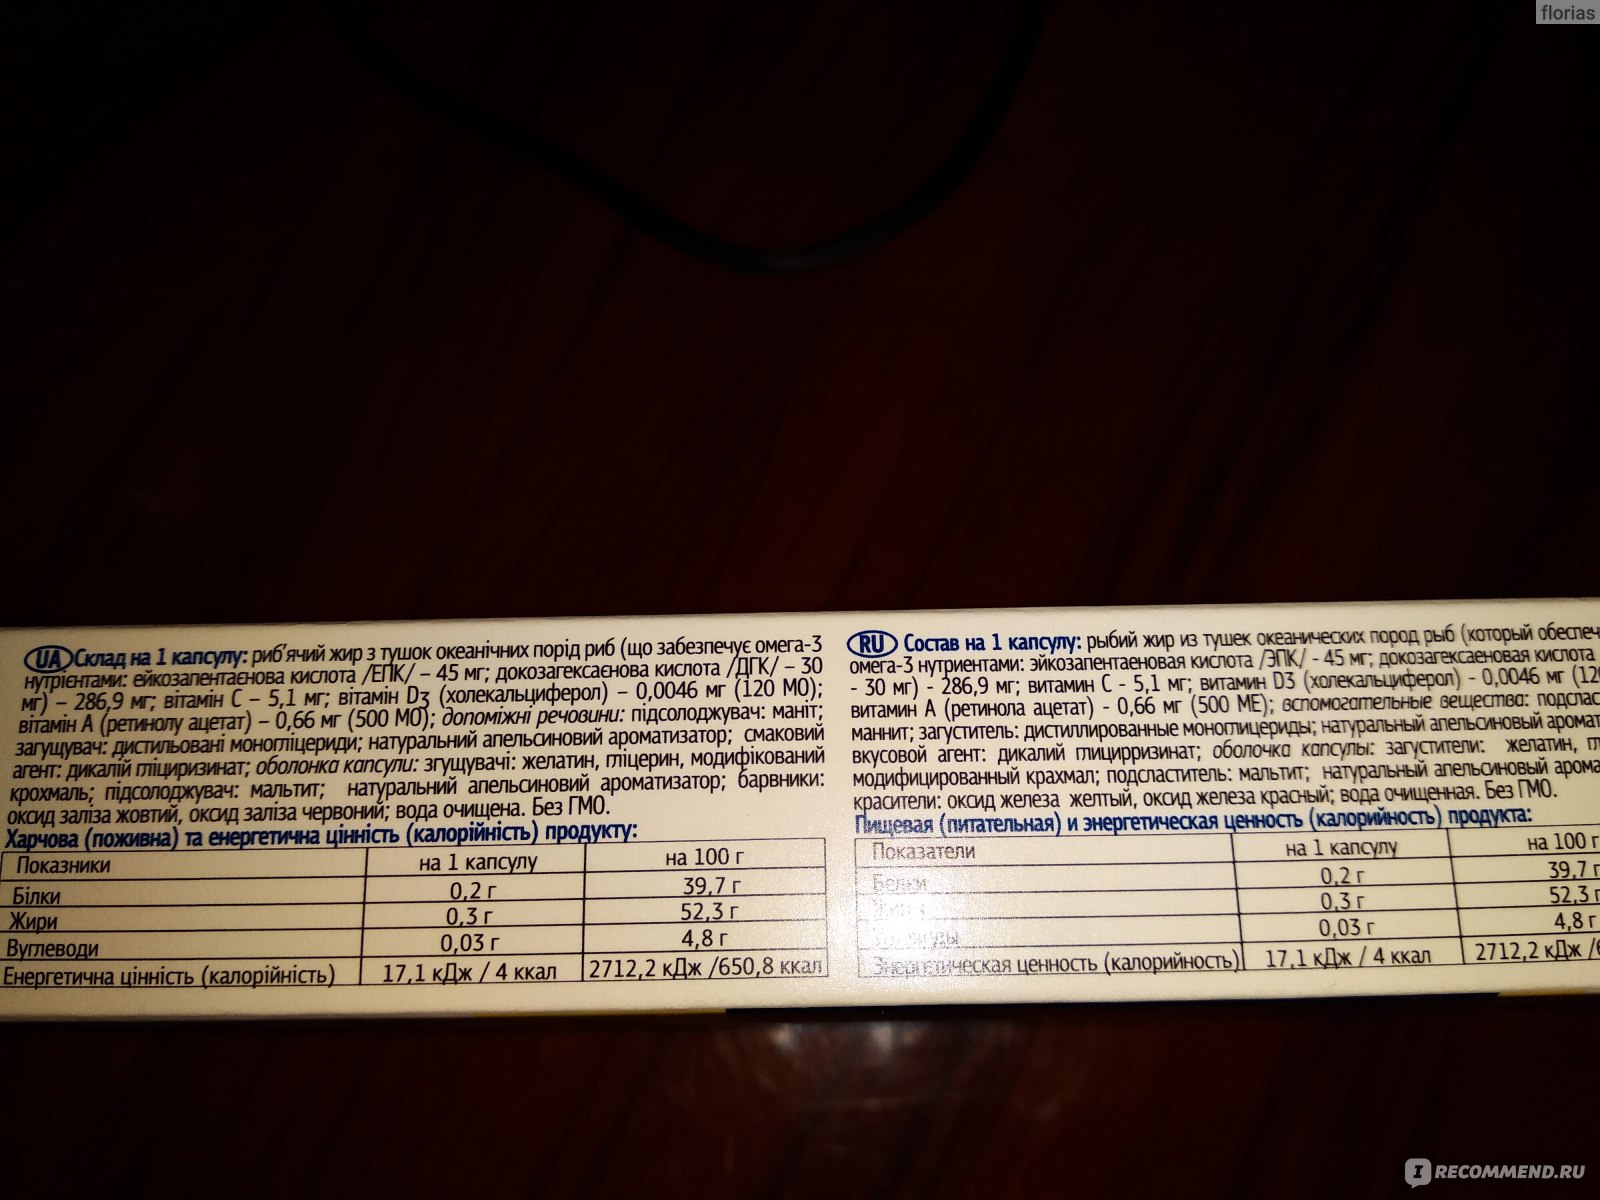 florias
UA Склад на 1 капсулу: риб'ячий жир з тушок океанічних порід риб (що забезпечує омега-3
нутрієнтами: ейкозапентаєнова кислота /ЕПК/ – 45 мг; докозагексаєнова кислота /ДГК/ – 30
мг) – 286,9 мг; вітамін С – 5,1 мг; вітамін D3 (холекальциферол) – 0,0046 мг (120 МО);
вітамін А (ретинолу ацетат) – 0,66 мг (500 МО); допоміжні речовини: підсолоджувач: маніт;
загущувач: дистильовані моногліцериди; натуральний апельсиновий ароматизатор; смаковий
агент: дикалій гліциризинат; оболонка капсули: згущувачі: желатин, гліцерин, модифікований
крохмаль; підсолоджувач: мальтит; натуральний апельсиновий ароматизатор; барвники:
оксид заліза жовтий, оксид заліза червоний; вода очищена. Без ГМО.
Харчова (поживна) та енергетична цінність (калорійність) продукту:
Показники на 1 капсулу на 100 г
Білки 0,2 г 39,7 г
Жири 0,3 г 52,3 г
Вуглеводи 0,03 г 4,8 г
Енергетична цінність (калорійність) 17,1 кДж / 4 ккал 2712,2 кДж /650,8 ккал
RU Состав на 1 капсулу: рыбий жир из тушек океанических пород рыб (который обеспеч
омега-3 нутриентами: эйкозапентаеновая кислота /ЭПК/ - 45 мг; докозагексаеновая кислота
- 30 мг) - 286,9 мг; витамин С - 5,1 мг; витамин D3 (холекальциферол) - 0,0046 мг (120
витамин А (ретинола ацетат) - 0,66 мг (500 МЕ); вспомогательные вещества: подслас
маннит; загуститель: дистиллированные моноглицериды; натуральный апельсиновый аромат
вкусовой агент: дикалий глицирризинат; оболочка капсулы: загустители: желатин, гл
модифицированный крахмал; подсластитель: мальтит; натуральный апельсиновый арома
красители: оксид железа желтый, оксид железа красный; вода очищенная. Без ГМО.
Пищевая (питательная) и энергетическая ценность (калорийность) продукта:
Показатели на 1 капсулу на 100 г
Белки 0,2 г 39,7 г
0,3 г 52,3 г
0,03 г 4,8 г
Энергетическая ценность (калорийность) 17,1 кДж / 4 ккал 2712,2 кДж /6
IRECOMMEND.RU